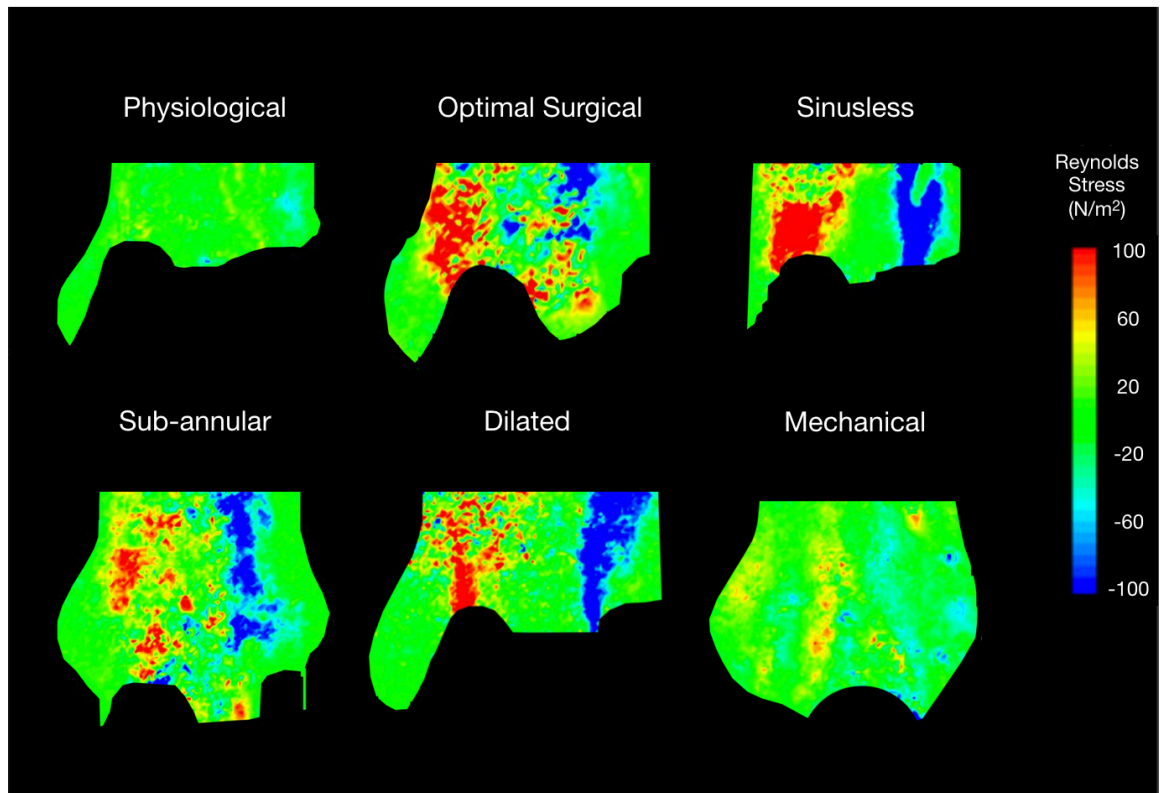 Physiological
Optimal Surgical
Sinusless
Reynolds
Stress
(N/m²)
100
60
20
-20
-60
-100
Sub-annular
Dilated
Mechanical